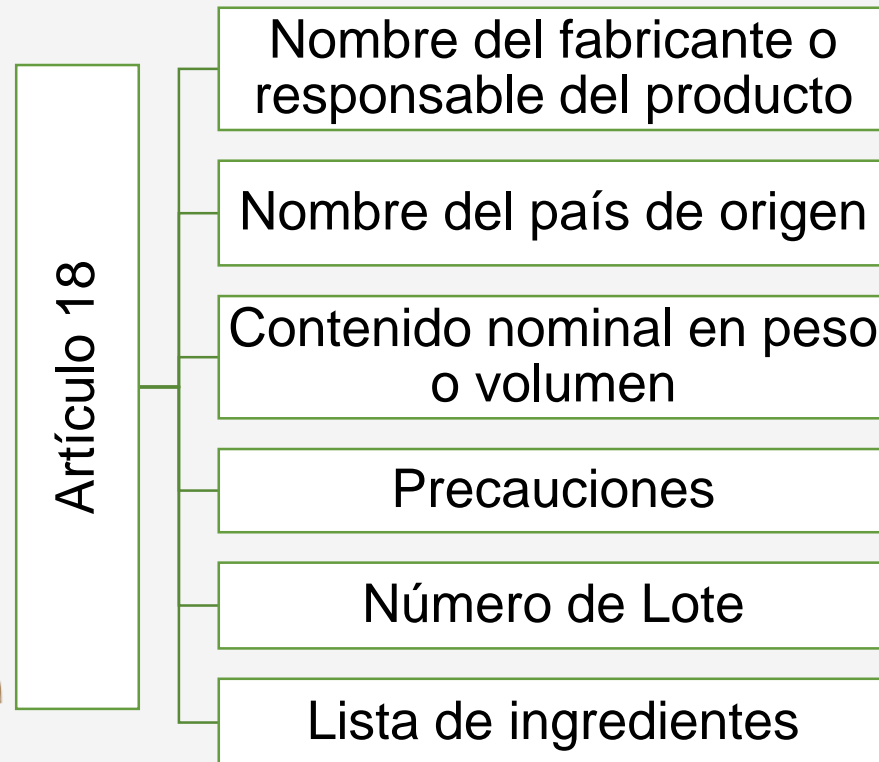 Artículo 18
Nombre del fabricante o
responsable del producto
Nombre del país de origen
Contenido nominal en peso
o volumen
Precauciones
Número de Lote
Lista de ingredientes